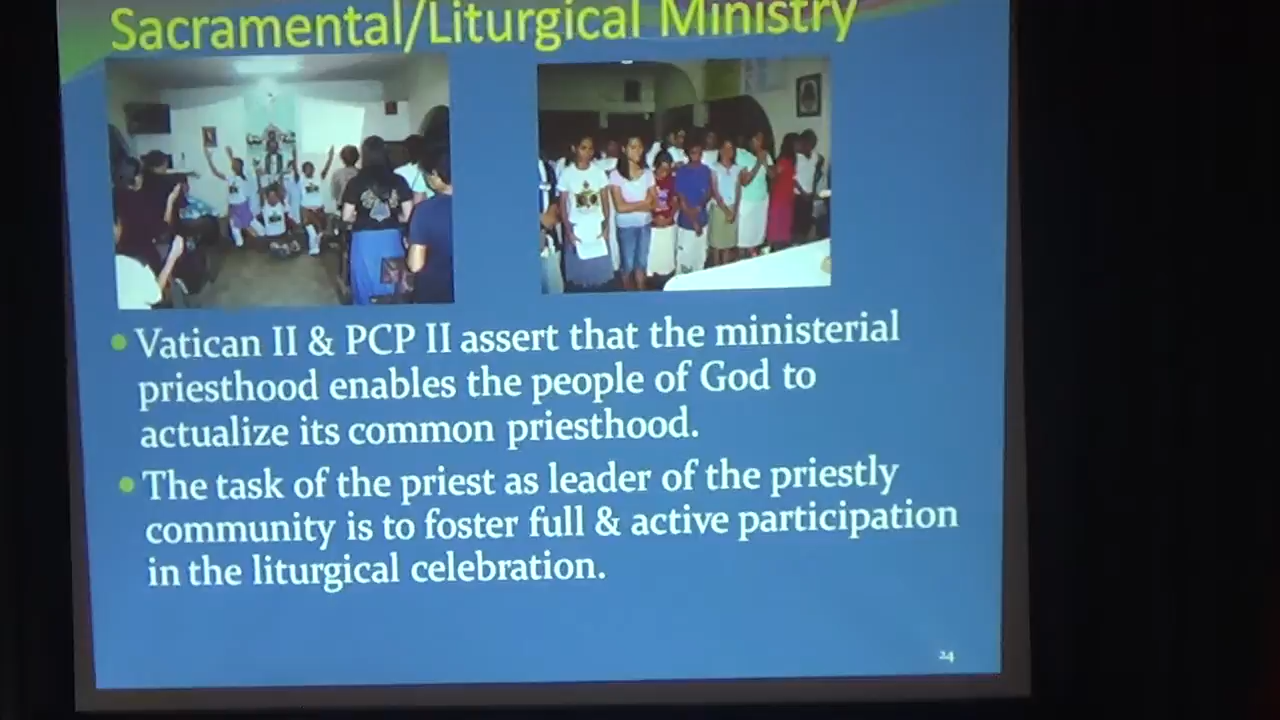 Sacramental/Liturgical Ministry
• Vatican II & PCP II assert that the ministerial
priesthood enables the people of God to
actualize its common priesthood.
• The task of the priest as leader of the priestly
community is to foster full & active participation
in the liturgical celebration.
24